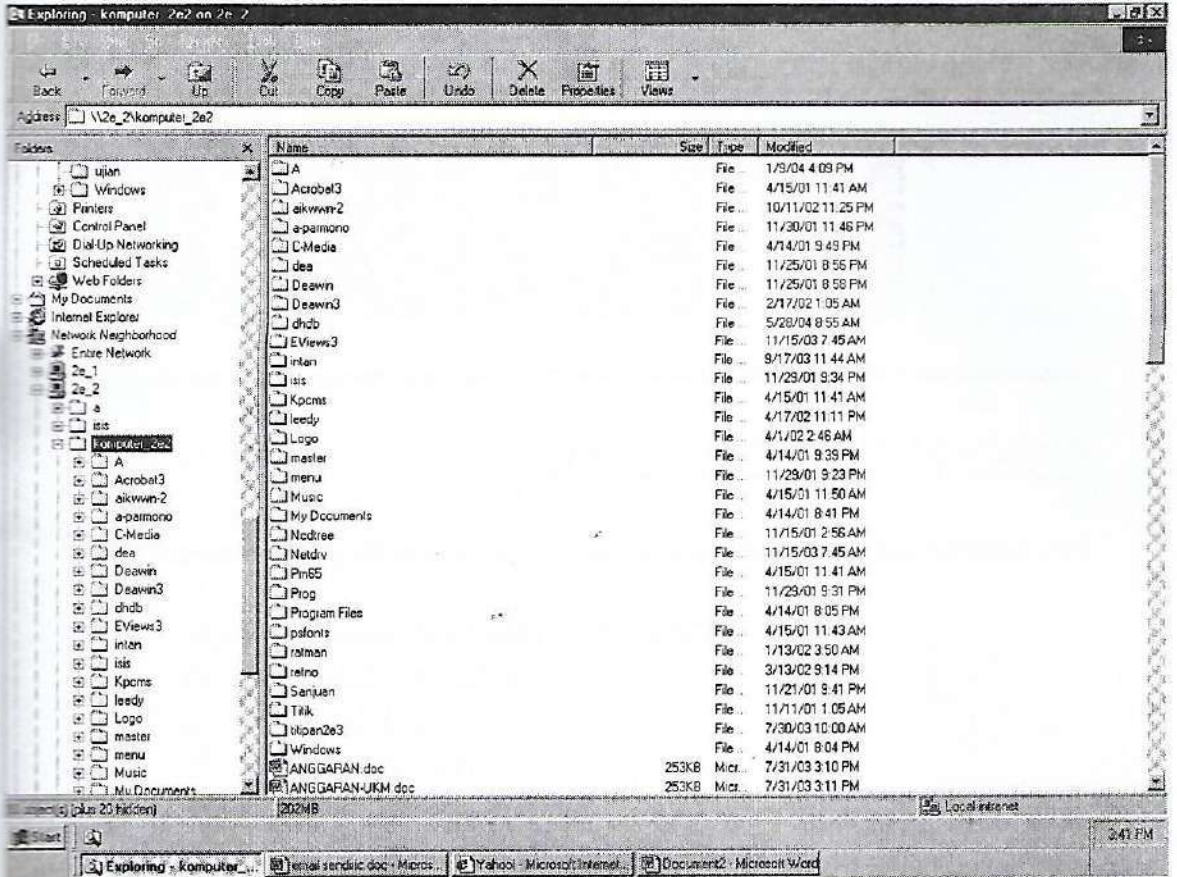 Exploring - komputer_2e2 on 2e_2
Back Forward Up Cut Copy Paste Undo Delete Properties Views
Address \\2e_2\komputer_2e2
Folders
ujian
Windows
Printers
Control Panel
Dial-Up Networking
Scheduled Tasks
Web Folders
My Documents
Internet Explorer
Network Neighborhood
Entire Network
2e_1
2e_2
a
isis
komputer_2e2
A
Acrobat3
aikwwn-2
a-parmono
C-Media
dea
Deawin
Deawin3
dhdb
EViews3
intan
isis
Kpcms
leedy
Logo
master
menu
Music
My Documents
Name Size Type Modified
A File ... 1/9/04 4:09 PM
Acrobat3 File ... 4/15/01 11:41 AM
aikwwn-2 File ... 10/11/02 11:25 PM
a-parmono File ... 11/30/01 11:46 PM
C-Media File ... 4/14/01 9:49 PM
dea File ... 11/25/01 8:56 PM
Deawin File ... 11/25/01 8:58 PM
Deawin3 File ... 2/17/02 1:05 AM
dhdb File ... 5/28/04 8:55 AM
EViews3 File ... 11/15/03 7:45 AM
intan File ... 9/17/03 11:44 AM
isis File ... 11/29/01 9:34 PM
Kpcms File ... 4/15/01 11:41 AM
leedy File ... 4/17/02 11:11 PM
Logo File ... 4/1/02 2:46 AM
master File ... 4/14/01 9:39 PM
menu File ... 11/29/01 9:23 PM
Music File ... 4/15/01 11:50 AM
My Documents File ... 4/14/01 8:41 PM
Ncdtree File ... 11/15/01 2:56 AM
Netdrv File ... 11/15/03 7:45 AM
Pm65 File ... 4/15/01 11:41 AM
Prog File ... 11/29/01 9:31 PM
Program Files File ... 4/14/01 8:05 PM
psfonts File ... 4/15/01 11:43 AM
ratman File ... 1/13/02 3:50 AM
retno File ... 3/13/02 9:14 PM
Sanjuan File ... 11/21/01 9:41 PM
Titik File ... 11/11/01 1:05 AM
titipan2e3 File ... 7/30/03 10:00 AM
Windows File ... 4/14/01 8:04 PM
ANGGARAN.doc 253KB Micr... 7/31/03 3:10 PM
ANGGARAN-UKM.doc 253KB Micr... 7/31/03 3:11 PM
object(s) (plus 20 hidden) 202MB Local intranet
Start 2:41 PM
Exploring - komputer_... Yahoo! - Microsoft Internet... Document2 - Microsoft Word